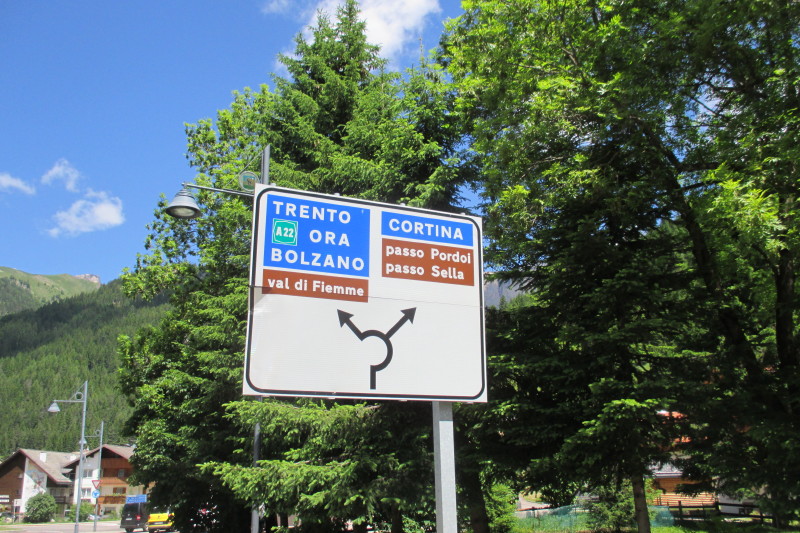 TRENTO
A22 ORA
BOLZANO
val di Fiemme
CORTINA
passo Pordoi
passo Sella